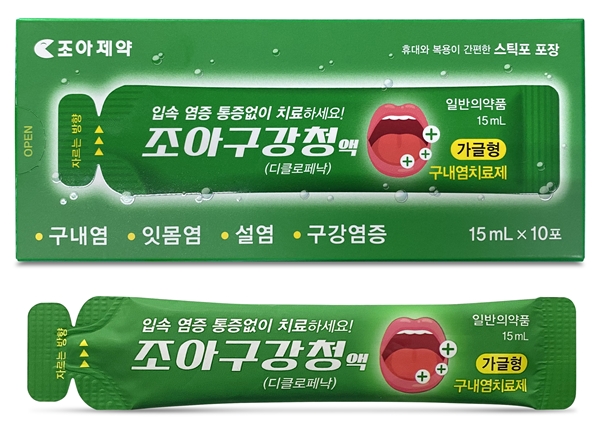 조아제약
휴대와 복용이 간편한 스틱포 포장
OPEN
자르는 방향
입속 염증 통증없이 치료하세요!
조아구강청액
(디클로페낙)
일반의약품
15 mL
가글형
구내염치료제
• 구내염 • 잇몸염 • 설염 • 구강염증
15 mL × 10포
자르는 방향
입속 염증 통증없이 치료하세요!
조아구강청액
(디클로페낙)
일반의약품
15 mL
가글형
구내염치료제